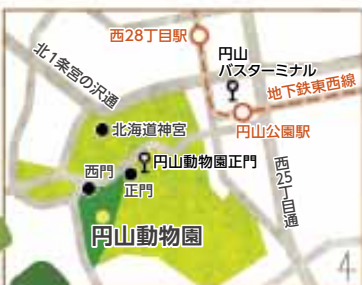 西28丁目駅
北1条宮の沢通
円山
バスターミナル
地下鉄東西線
円山公園駅
北海道神宮
円山動物園正門
西門
正門
西25丁目通
円山動物園
4